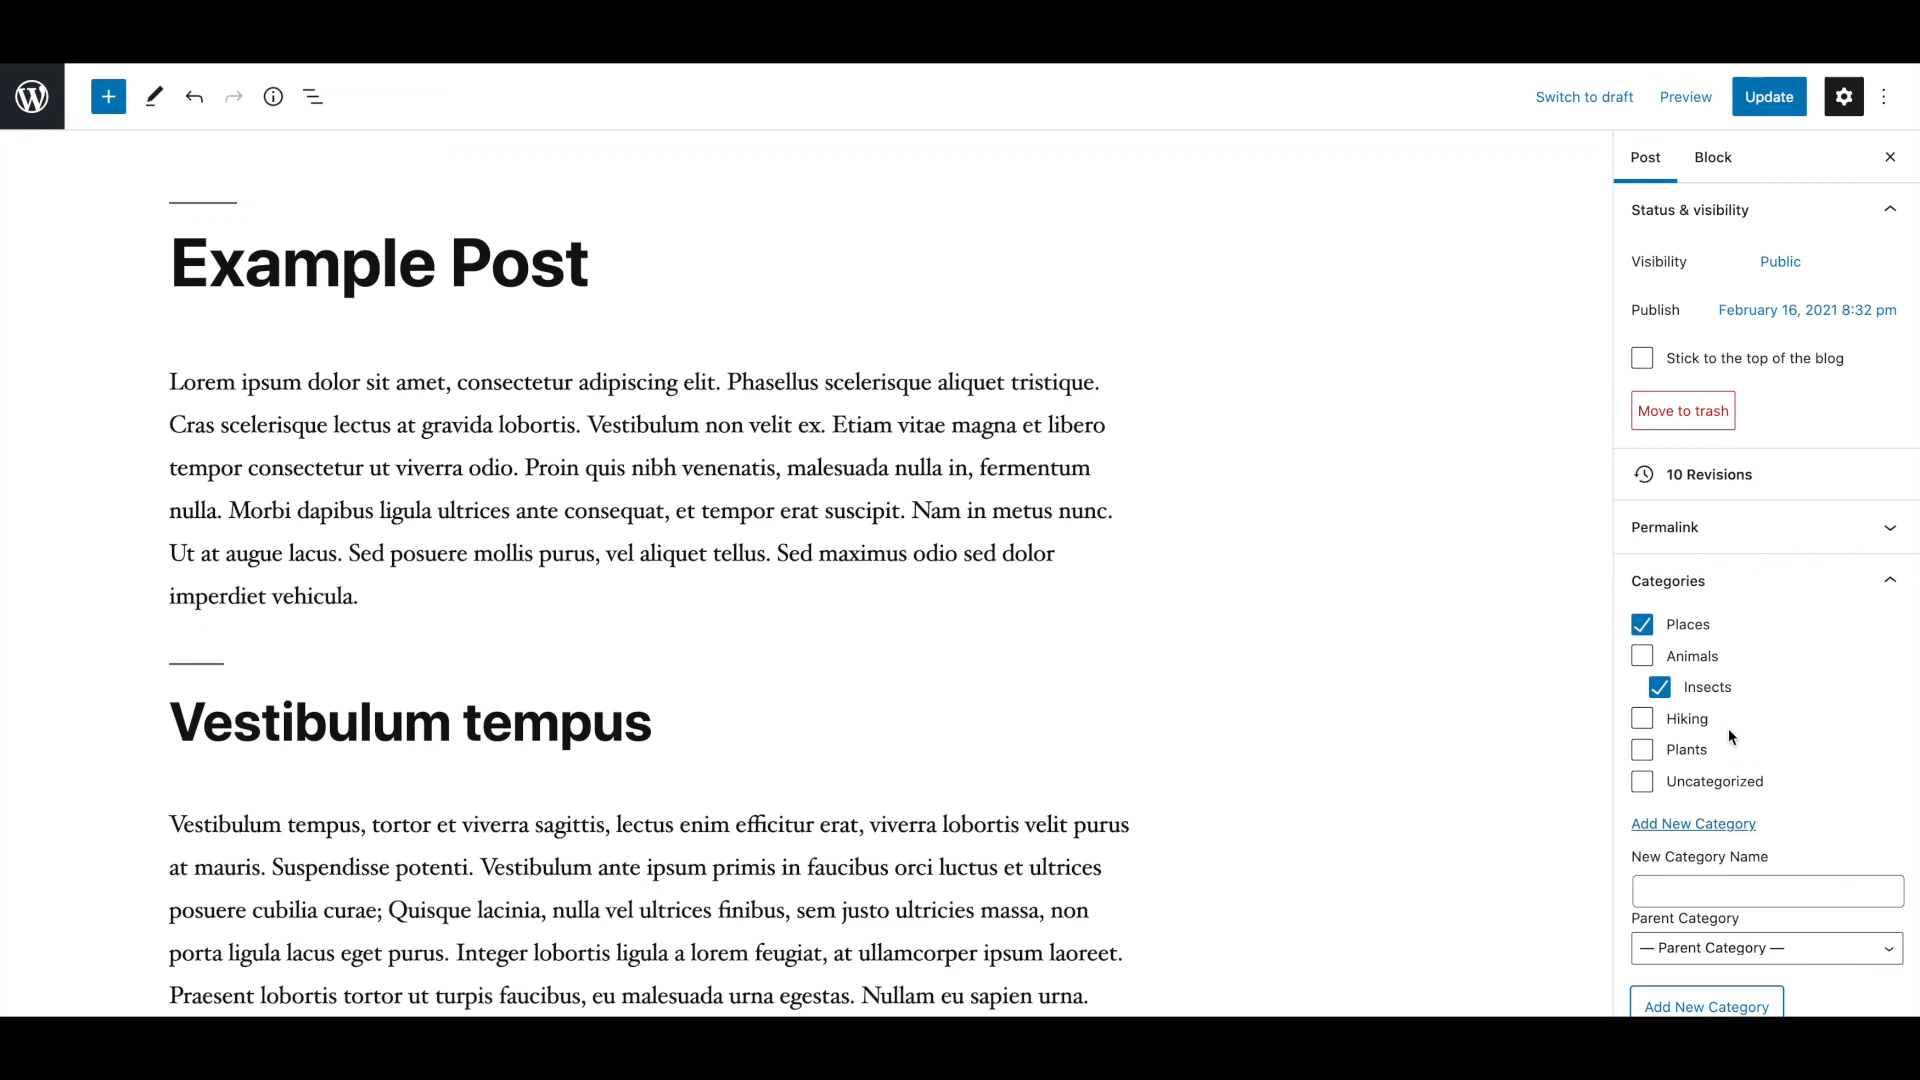 Switch to draft
Preview
Update
Post
Block
Status & visibility
Visibility
Public
Publish
February 16, 2021 8:32 pm
Stick to the top of the blog
Move to trash
10 Revisions
Permalink
Categories
Places
Animals
Insects
Hiking
Plants
Uncategorized
Add New Category
New Category Name
Parent Category
— Parent Category —
Add New Category
Example Post
Lorem ipsum dolor sit amet, consectetur adipiscing elit. Phasellus scelerisque aliquet tristique.
Cras scelerisque lectus at gravida lobortis. Vestibulum non velit ex. Etiam vitae magna et libero
tempor consectetur ut viverra odio. Proin quis nibh venenatis, malesuada nulla in, fermentum
nulla. Morbi dapibus ligula ultrices ante consequat, et tempor erat suscipit. Nam in metus nunc.
Ut at augue lacus. Sed posuere mollis purus, vel aliquet tellus. Sed maximus odio sed dolor
imperdiet vehicula.
Vestibulum tempus
Vestibulum tempus, tortor et viverra sagittis, lectus enim efficitur erat, viverra lobortis velit purus
at mauris. Suspendisse potenti. Vestibulum ante ipsum primis in faucibus orci luctus et ultrices
posuere cubilia curae; Quisque lacinia, nulla vel ultrices finibus, sem justo ultricies massa, non
porta ligula lacus eget purus. Integer lobortis ligula a lorem feugiat, at ullamcorper ipsum laoreet.
Praesent lobortis tortor ut turpis faucibus, eu malesuada urna egestas. Nullam eu sapien urna.